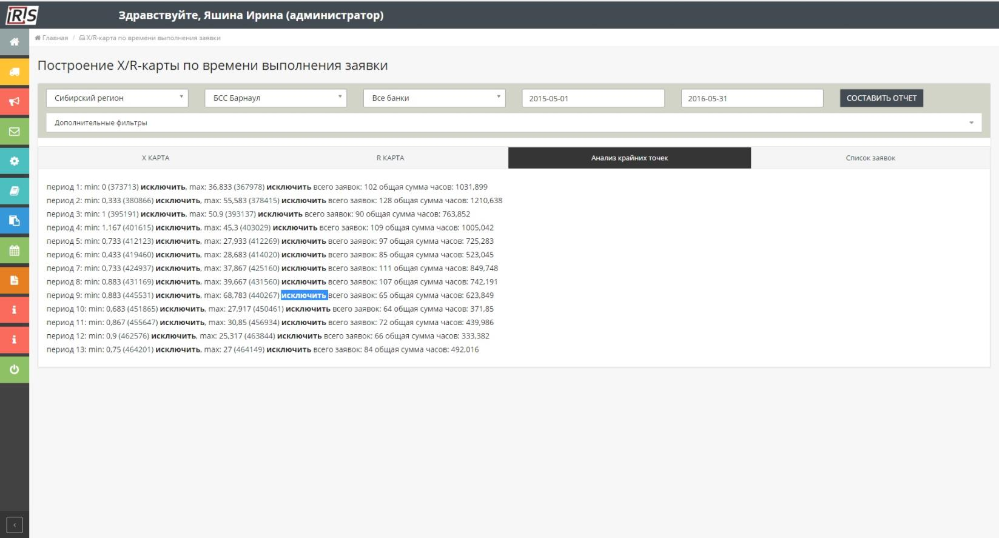 iRIS
Здравствуйте, Яшина Ирина (администратор)
Главная / X/R-карта по времени выполнения заявки
Построение X/R-карты по времени выполнения заявки
Сибирский регион БСС Барнаул Все банки 2015-05-01 2016-05-31 СОСТАВИТЬ ОТЧЕТ
Дополнительные фильтры
X КАРТА R КАРТА Анализ крайних точек Список заявок
период 1: min: 0 (373713) исключить, max: 36,833 (367978) исключить всего заявок: 102 общая сумма часов: 1031,899
период 2: min: 0,333 (380866) исключить, max: 55,583 (378415) исключить всего заявок: 128 общая сумма часов: 1210,638
период 3: min: 1 (395191) исключить, max: 50,9 (393137) исключить всего заявок: 90 общая сумма часов: 763,852
период 4: min: 1,167 (401615) исключить, max: 45,3 (403029) исключить всего заявок: 109 общая сумма часов: 1005,042
период 5: min: 0,733 (412123) исключить, max: 27,933 (412269) исключить всего заявок: 97 общая сумма часов: 725,283
период 6: min: 0,433 (419460) исключить, max: 28,683 (414020) исключить всего заявок: 85 общая сумма часов: 523,045
период 7: min: 0,733 (424937) исключить, max: 37,867 (425160) исключить всего заявок: 111 общая сумма часов: 849,748
период 8: min: 0,883 (431169) исключить, max: 39,667 (431560) исключить всего заявок: 107 общая сумма часов: 742,191
период 9: min: 0,883 (445531) исключить, max: 68,783 (440267) исключить всего заявок: 65 общая сумма часов: 623,849
период 10: min: 0,683 (451865) исключить, max: 27,917 (450461) исключить всего заявок: 64 общая сумма часов: 371,85
период 11: min: 0,867 (455647) исключить, max: 30,85 (456934) исключить всего заявок: 72 общая сумма часов: 439,986
период 12: min: 0,9 (462576) исключить, max: 25,317 (463844) исключить всего заявок: 66 общая сумма часов: 333,382
период 13: min: 0,75 (464201) исключить, max: 27 (464149) исключить всего заявок: 84 общая сумма часов: 492,016